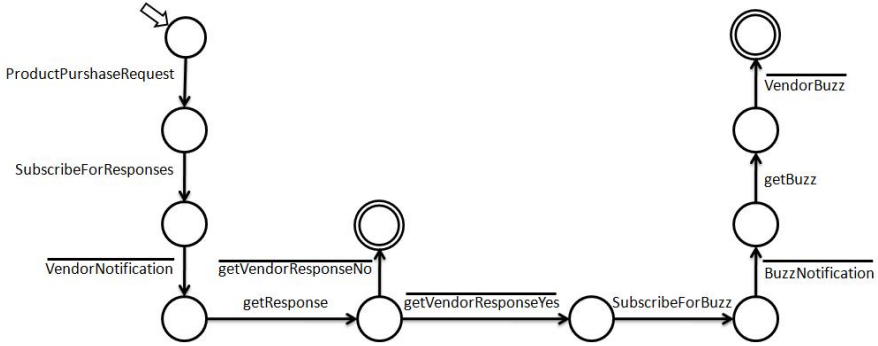 ProductPurshaseRequest
VendorBuzz
SubscribeForResponses
getBuzz
VendorNotification
getVendorResponseNo
BuzzNotification
getResponse
getVendorResponseYes
SubscribeForBuzz